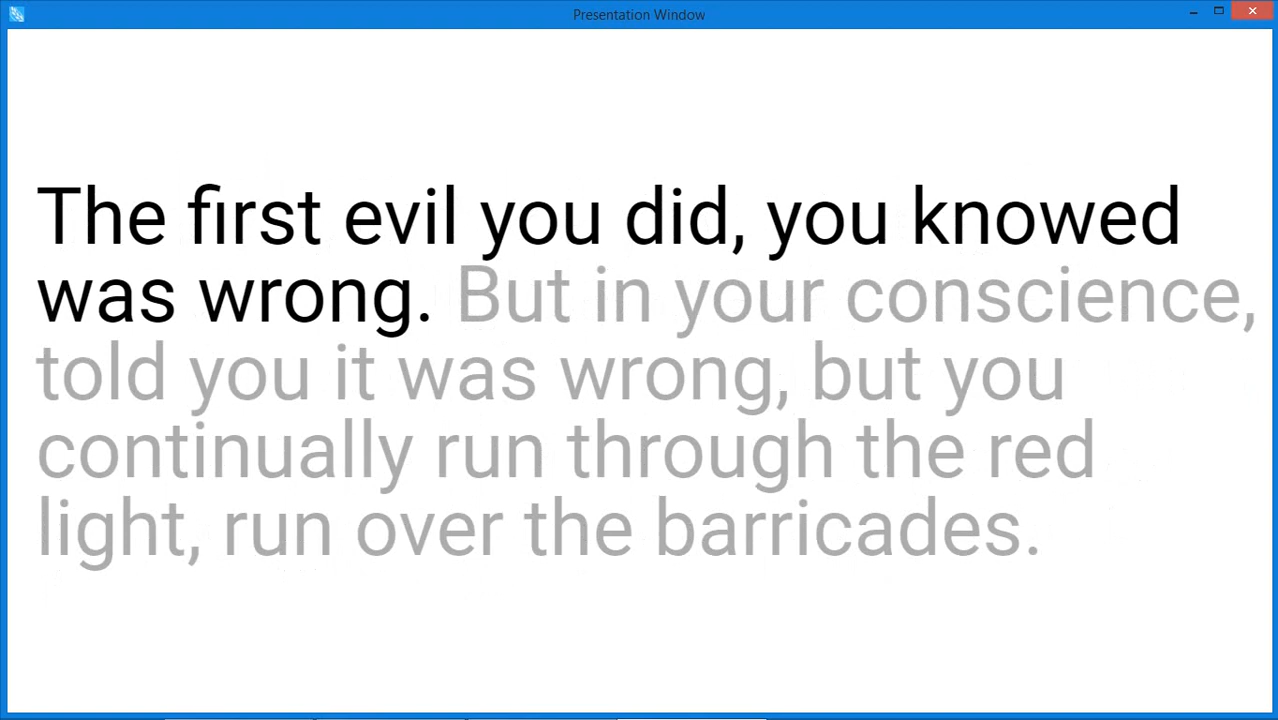 Presentation Window
The first evil you did, you knowed
was wrong. But in your conscience,
told you it was wrong, but you
continually run through the red
light, run over the barricades.